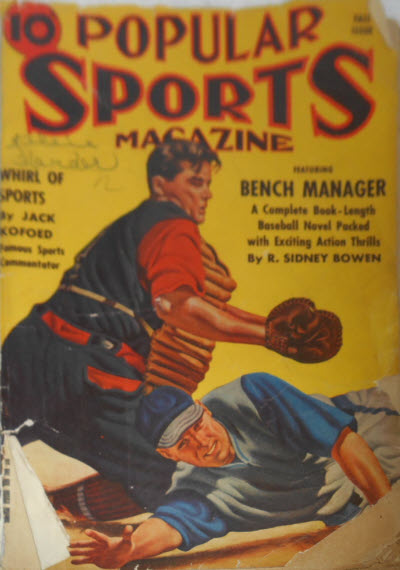 10
POPULAR
SPORTS
MAGAZINE
FALL
ISSUE
WHIRL OF
SPORTS
By JACK
KOFOED
Famous Sports
Commentator
FEATURING
BENCH MANAGER
A Complete Book-Length
Baseball Novel Packed
with Exciting Action Thrills
By R. SIDNEY BOWEN